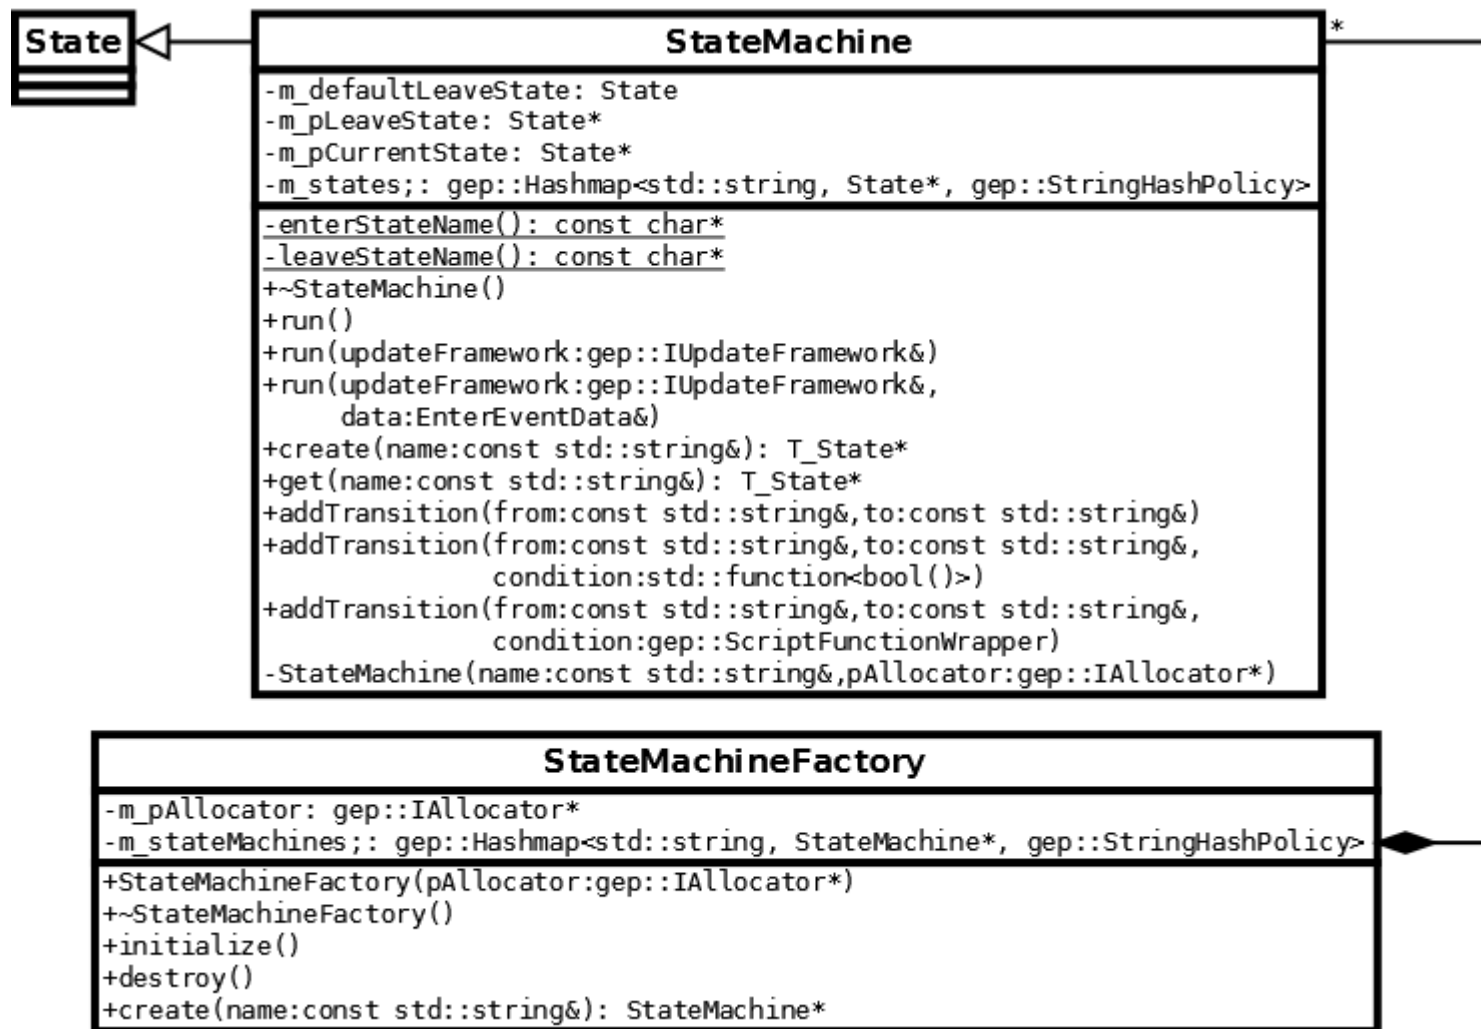 State
StateMachine
*
-m_defaultLeaveState: State
-m_pLeaveState: State*
-m_pCurrentState: State*
-m_states;: gep::Hashmap<std::string, State*, gep::StringHashPolicy>
-enterStateName(): const char*
-leaveStateName(): const char*
+~StateMachine()
+run()
+run(updateFramework:gep::IUpdateFramework&)
+run(updateFramework:gep::IUpdateFramework&,
data:EnterEventData&)
+create(name:const std::string&): T_State*
+get(name:const std::string&): T_State*
+addTransition(from:const std::string&,to:const std::string&)
+addTransition(from:const std::string&,to:const std::string&,
condition:std::function<bool()>)
+addTransition(from:const std::string&,to:const std::string&,
condition:gep::ScriptFunctionWrapper)
-StateMachine(name:const std::string&,pAllocator:gep::IAllocator*)
StateMachineFactory
-m_pAllocator: gep::IAllocator*
-m_stateMachines;: gep::Hashmap<std::string, StateMachine*, gep::StringHashPolicy>
+StateMachineFactory(pAllocator:gep::IAllocator*)
+~StateMachineFactory()
+initialize()
+destroy()
+create(name:const std::string&): StateMachine*